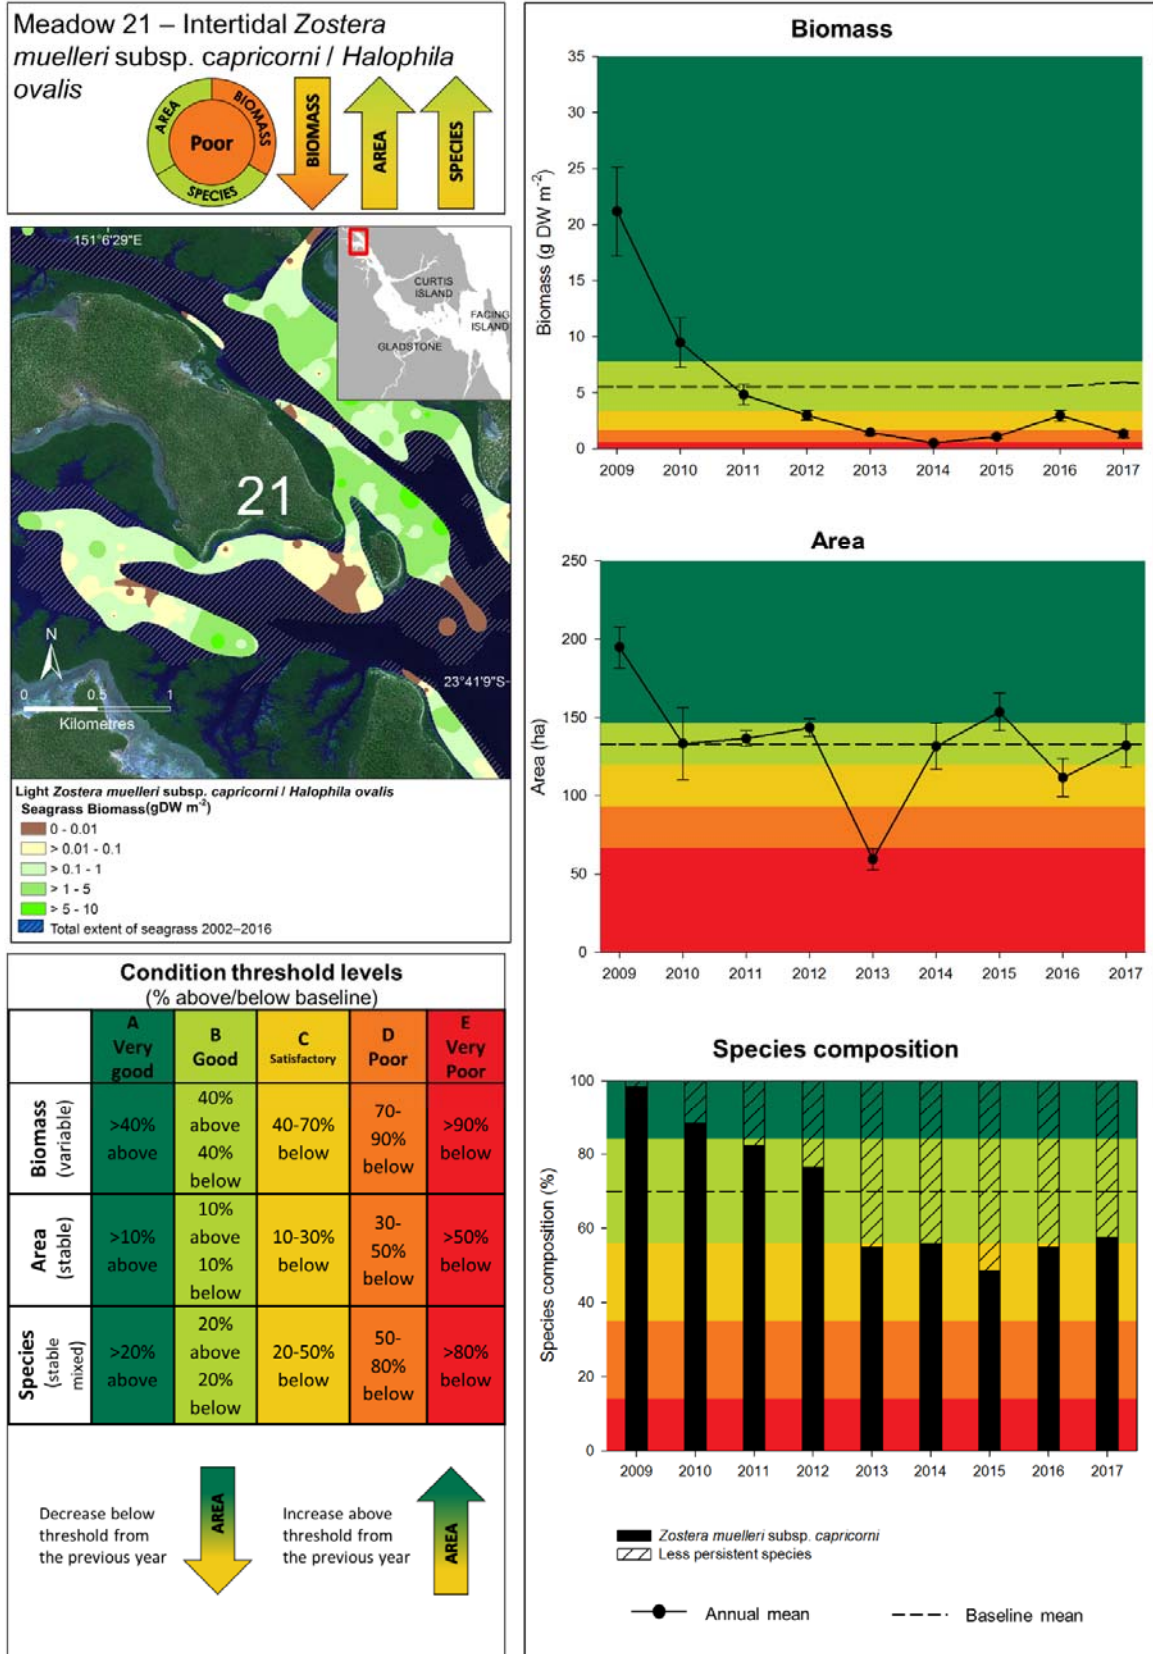 Meadow 21 – Intertidal Zostera
muelleri subsp. capricorni / Halophila
ovalis
AREA
BIOMASS
Poor
SPECIES
BIOMASS
AREA
SPECIES
151°6'29"E
CURTIS
ISLAND
FACING
ISLAND
GLADSTONE
21
N
23°41'9"S
0 0.5 1
Kilometres
Light Zostera muelleri subsp. capricorni / Halophila ovalis
Seagrass Biomass(gDW m-2)
0 - 0.01
> 0.01 - 0.1
> 0.1 - 1
> 1 - 5
> 5 - 10
Total extent of seagrass 2002–2016
Condition threshold levels
(% above/below baseline)
A
Very
good
B
Good
C
Satisfactory
D
Poor
E
Very
Poor
Biomass
(variable)
>40%
above
40%
above
40%
below
40-70%
below
70-
90%
below
>90%
below
Area
(stable)
>10%
above
10%
above
10%
below
10-30%
below
30-
50%
below
>50%
below
Species
(stable
mixed)
>20%
above
20%
above
20%
below
20-50%
below
50-
80%
below
>80%
below
Decrease below
threshold from
the previous year
AREA
Increase above
threshold from
the previous year
AREA
Biomass
Biomass (g DW m-2)
35
30
25
20
15
10
5
0
2009 2010 2011 2012 2013 2014 2015 2016 2017
Area
Area (ha)
250
200
150
100
50
0
2009 2010 2011 2012 2013 2014 2015 2016 2017
Species composition
Species composition (%)
100
80
60
40
20
0
2009 2010 2011 2012 2013 2014 2015 2016 2017
Zostera muelleri subsp. capricorni
Less persistent species
Annual mean
Baseline mean